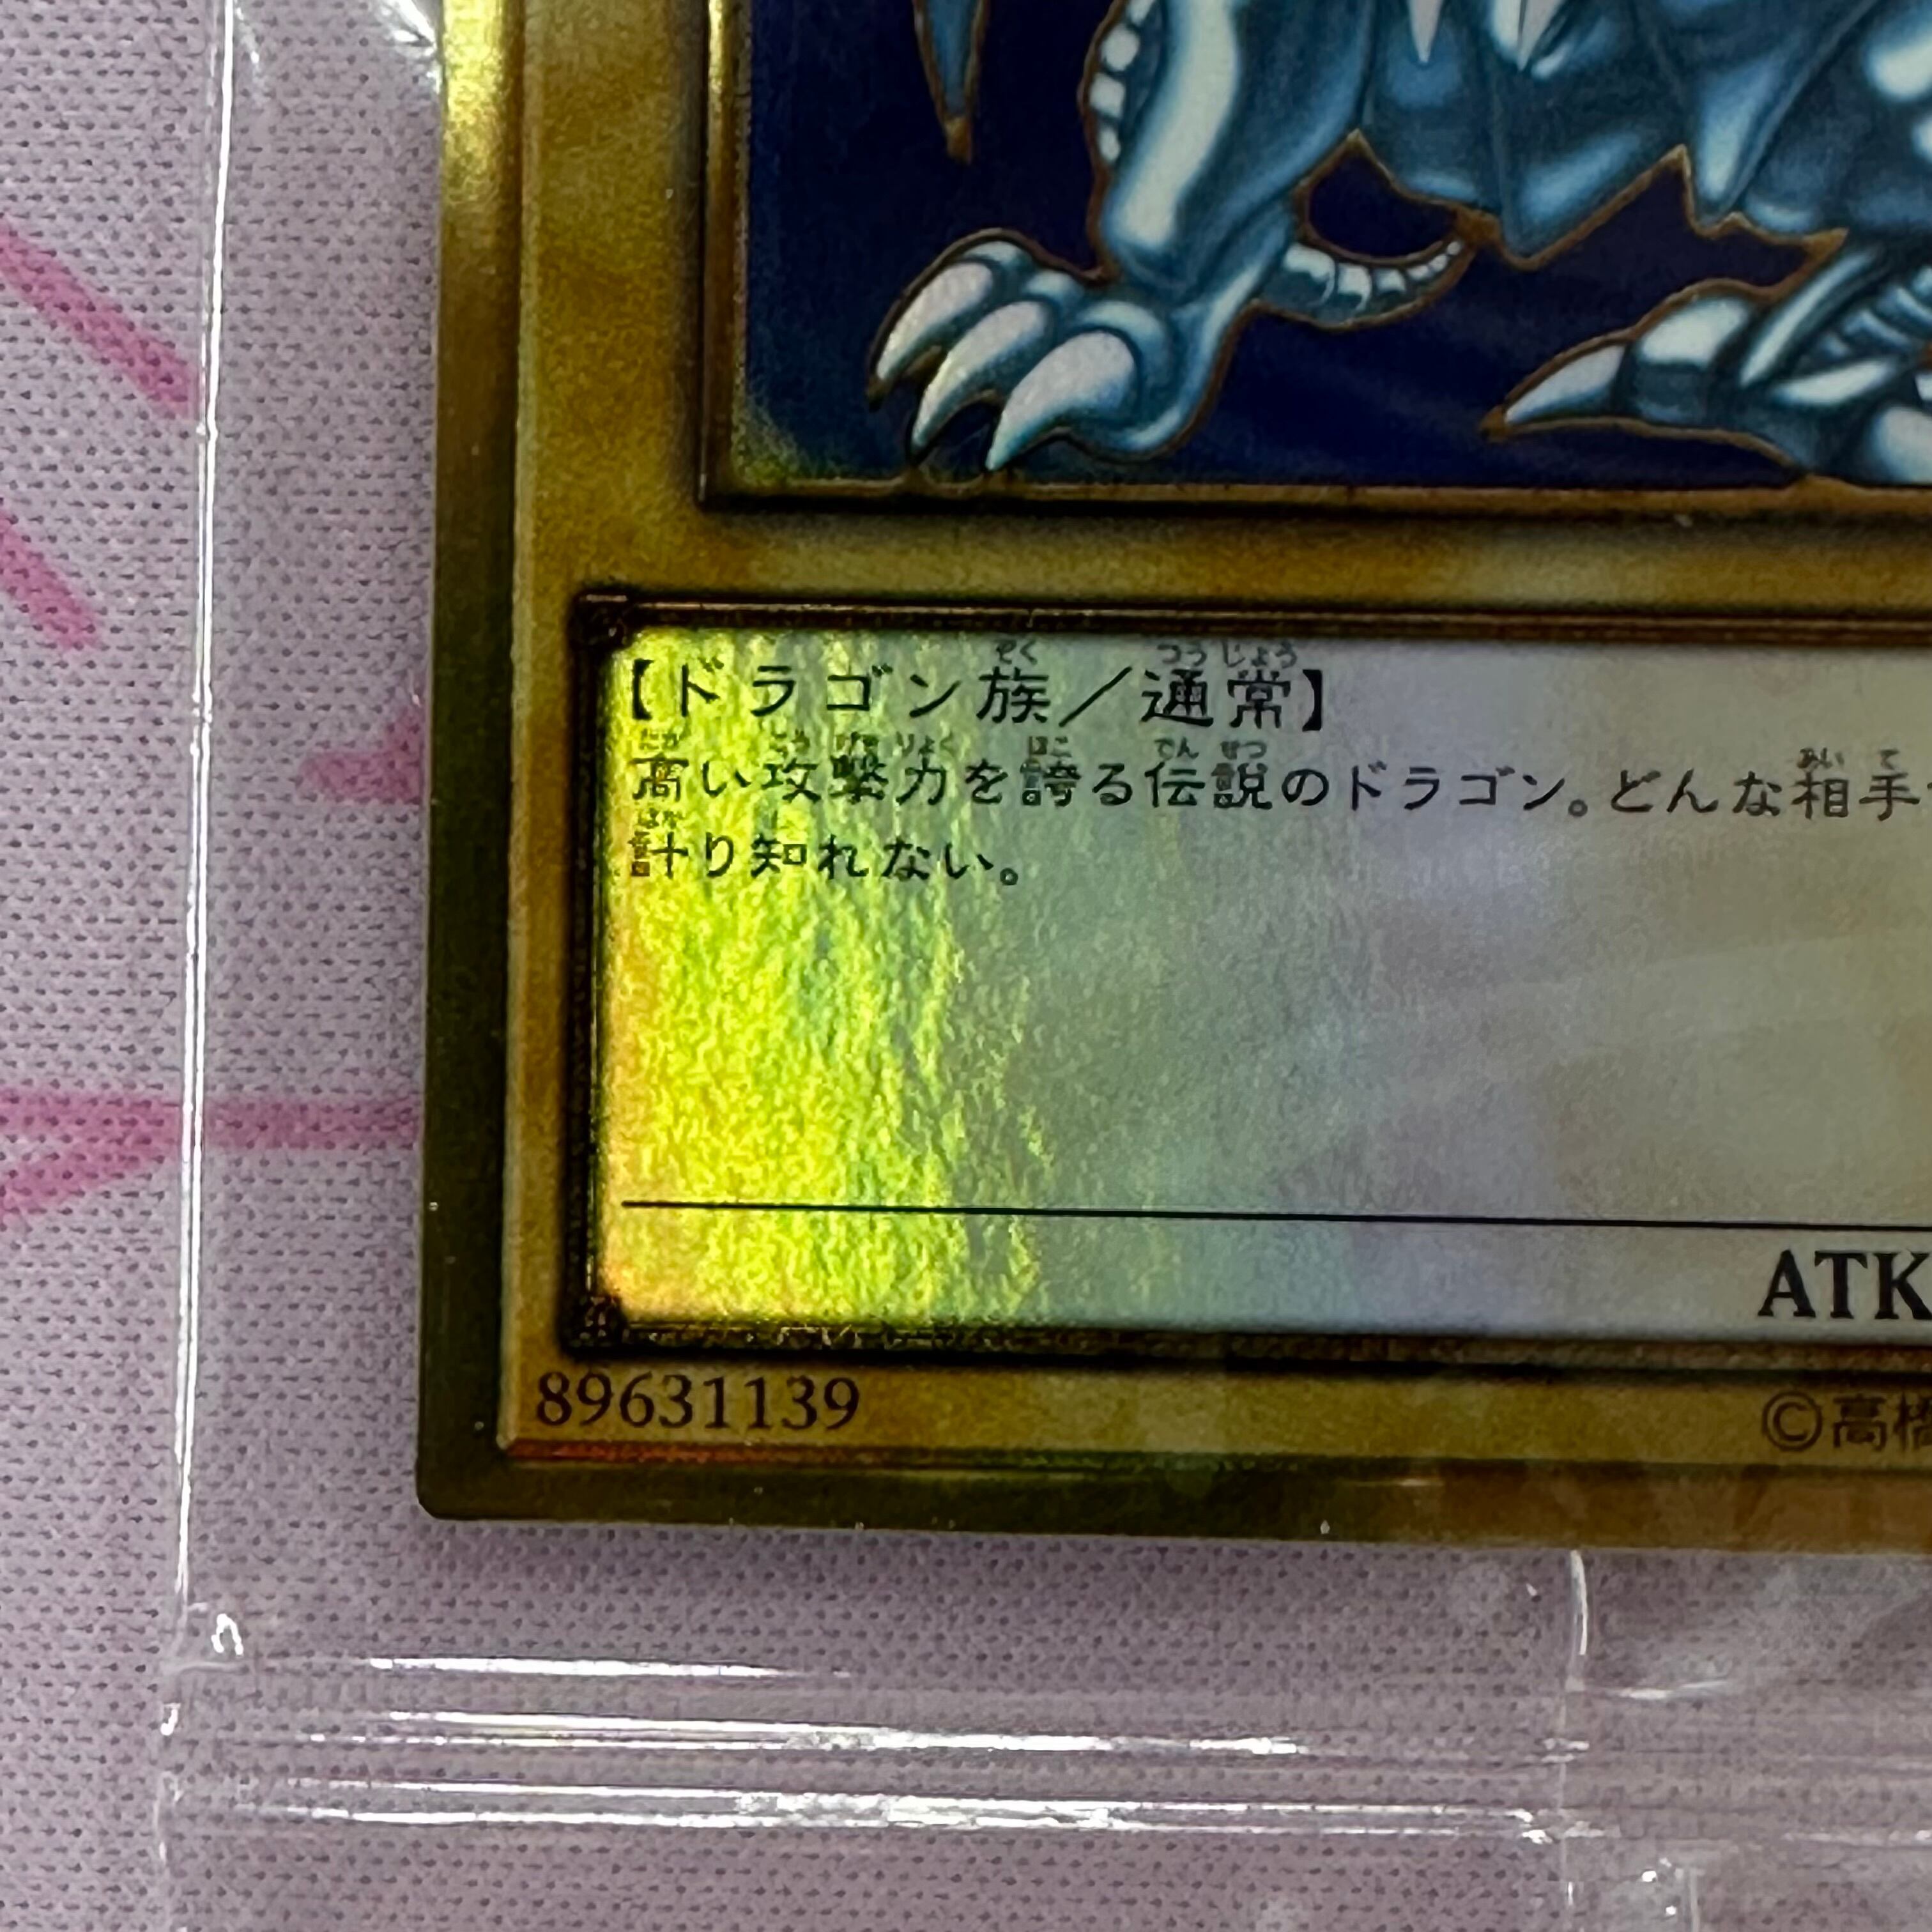 【ドラゴン族／通常】
高い攻撃力を誇る伝説のドラゴン。どんな相手
計り知れない。
ATK
89631139
©高橋